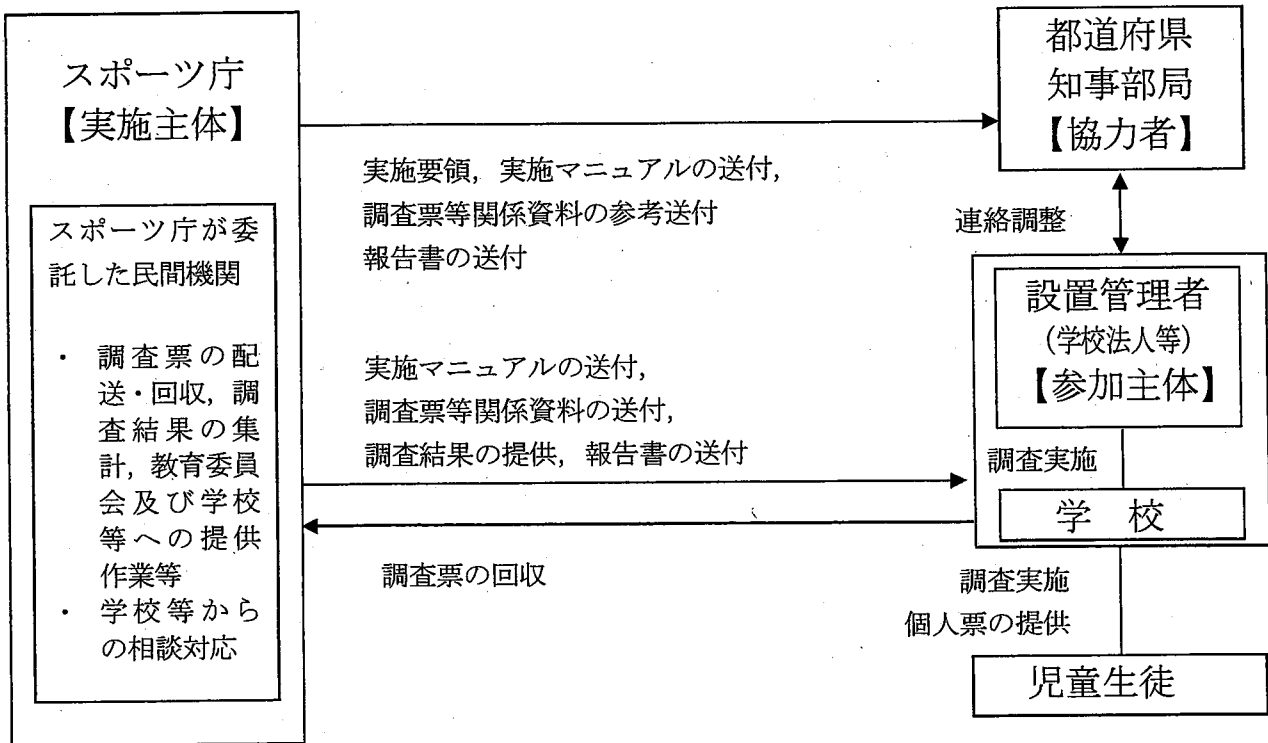 スポーツ庁
【実施主体】
スポーツ庁が委
託した民間機関
・ 調査票の配
送・回収，調
査結果の集
計，教育委員
会及び学校
等への提供
作業等
・ 学校等から
の相談対応
実施要領，実施マニュアルの送付，
調査票等関係資料の参考送付
報告書の送付
実施マニュアルの送付，
調査票等関係資料の送付，
調査結果の提供，報告書の送付
調査票の回収
都道府県
知事部局
【協力者】
連絡調整
設置管理者
（学校法人等）
【参加主体】
調査実施
学 校
調査実施
個人票の提供
児童生徒